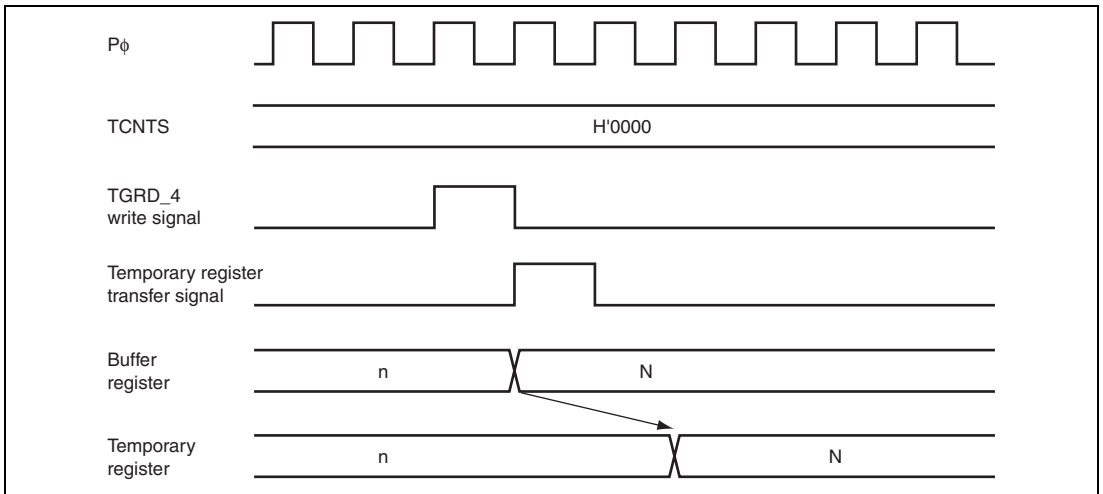 Pϕ
TCNTS
H'0000
TGRD_4
write signal
Temporary register
transfer signal
Buffer
register
n
N
Temporary
register
n
N